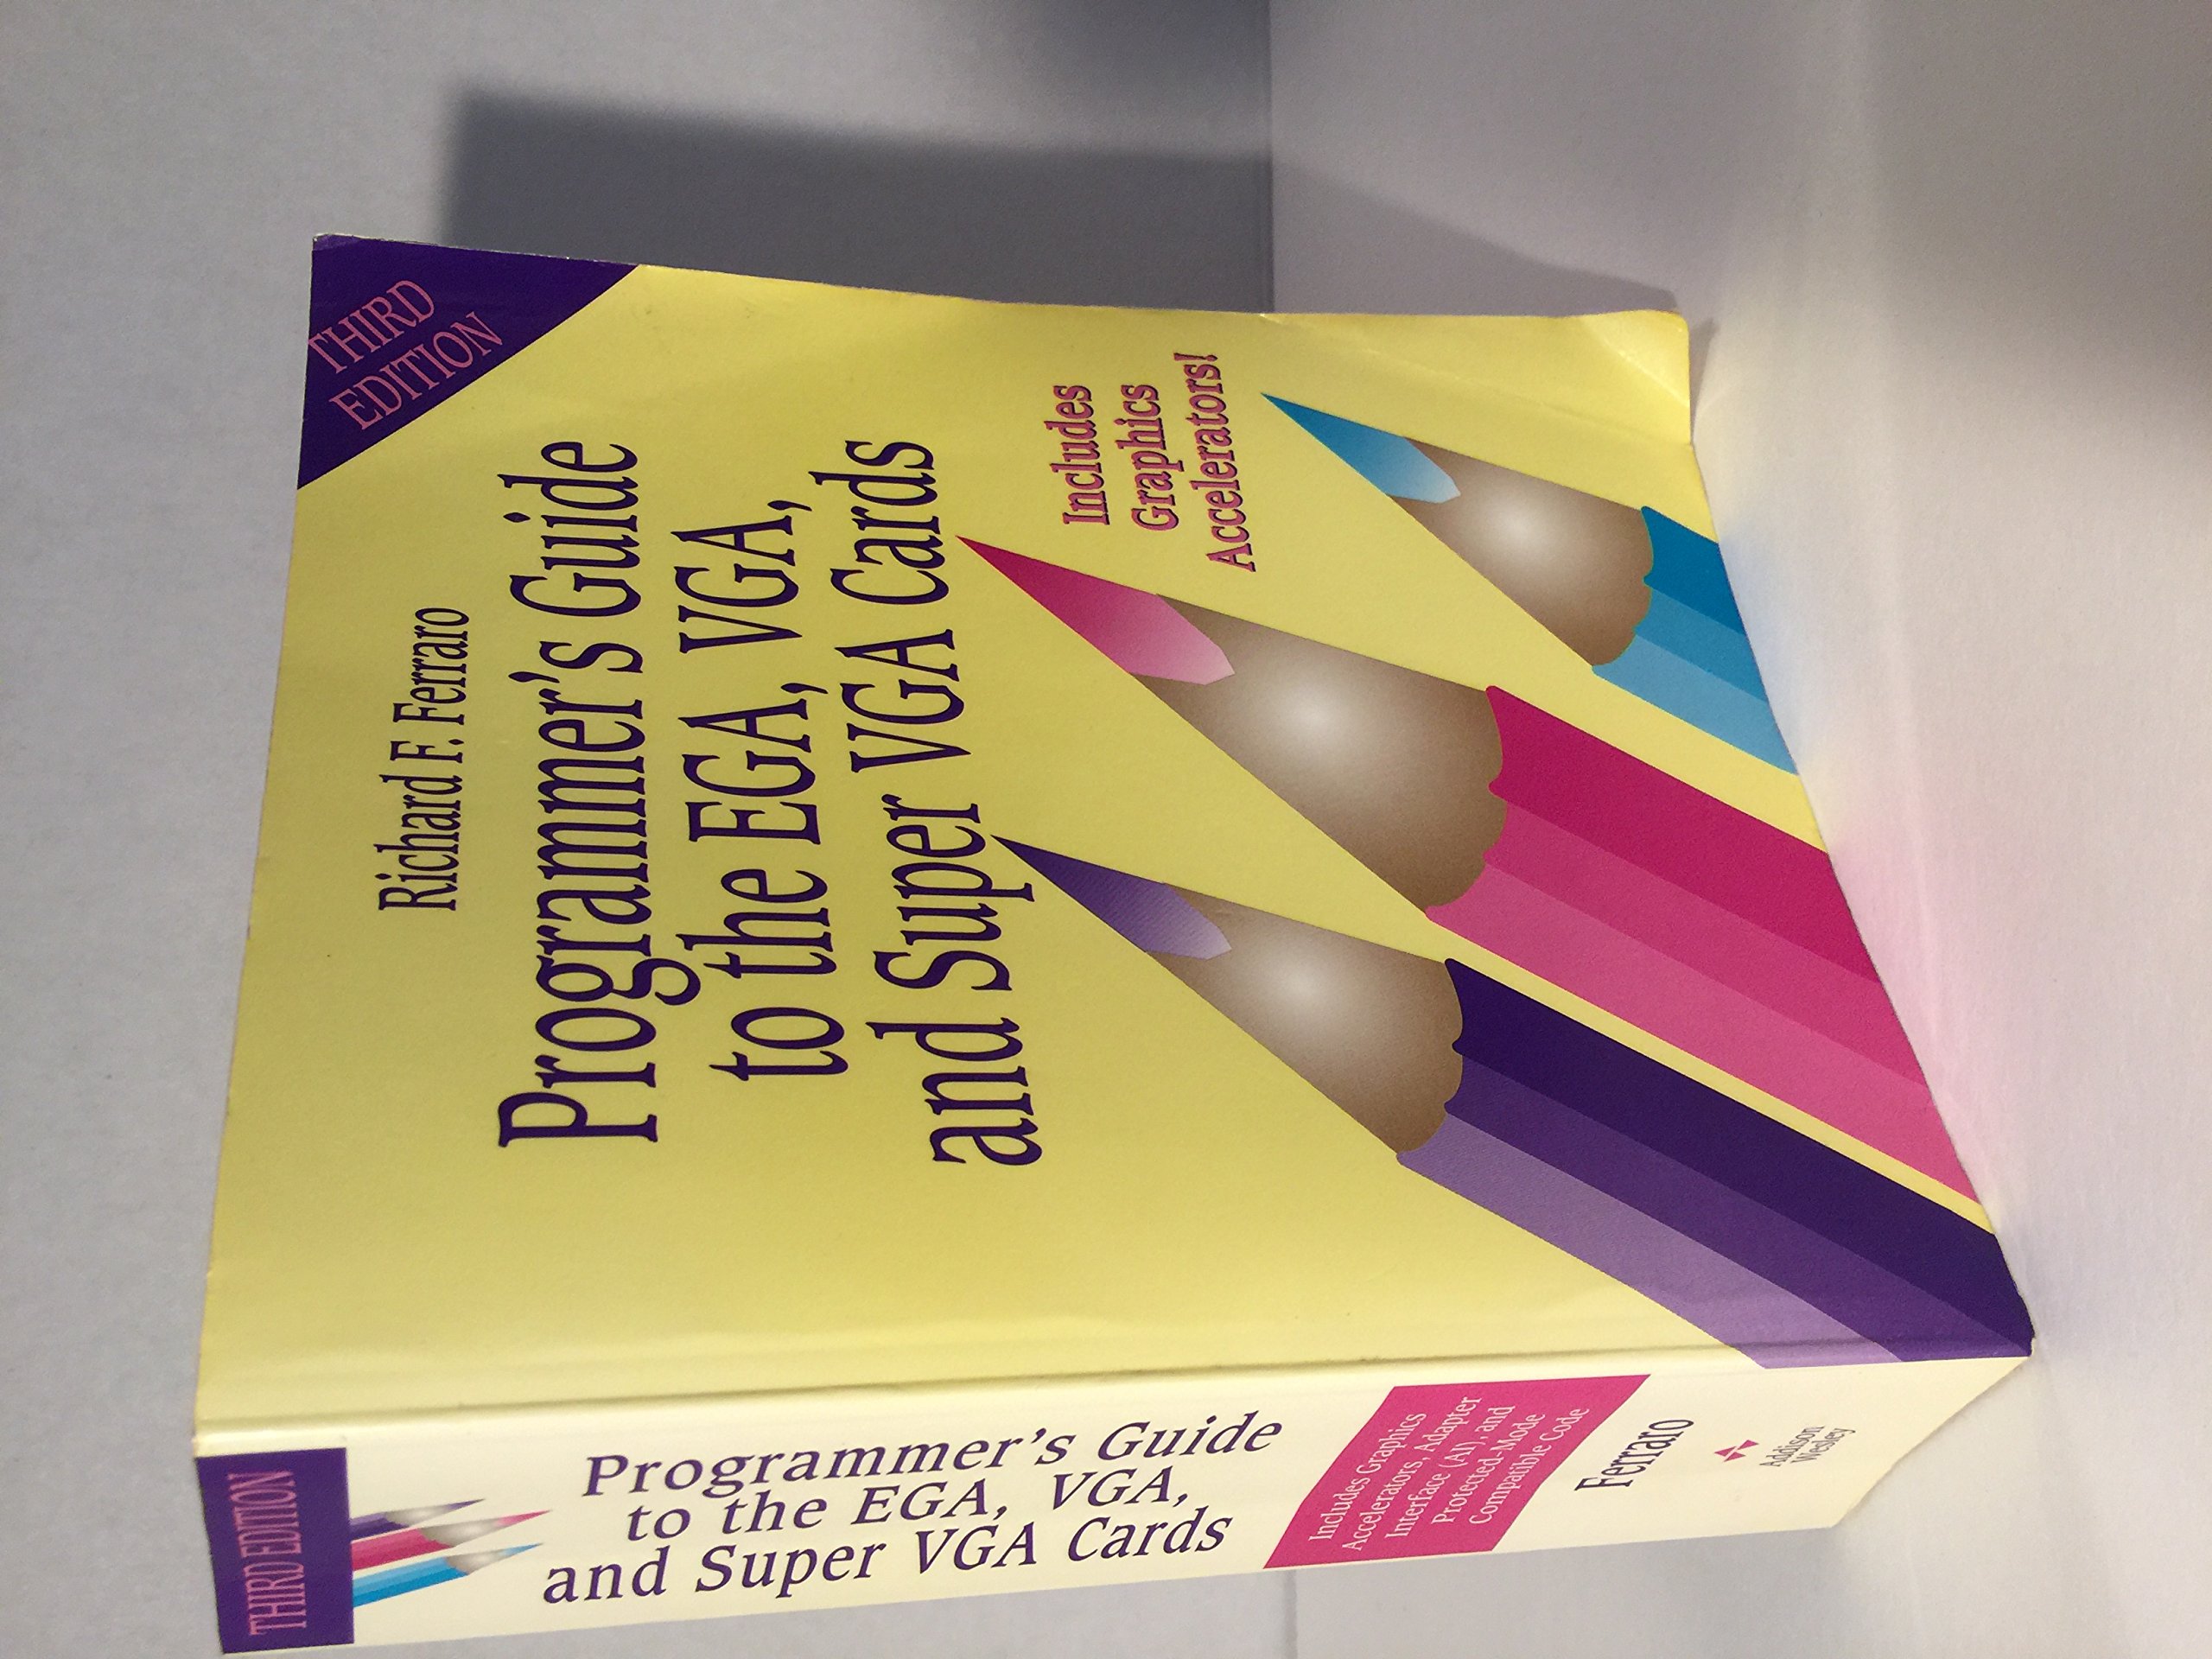 THIRD
EDITION
Richard F. Ferraro
Programmer's Guide
to the EGA, VGA,
and Super VGA Cards
Includes
Graphics
Accelerators!
THIRD EDITION
Programmer's Guide
to the EGA, VGA,
and Super VGA Cards
Includes Graphics
Accelerators, Adapter
Interface (AI), and
Protected-Mode
Compatible Code
Ferraro
Addison
Wesley